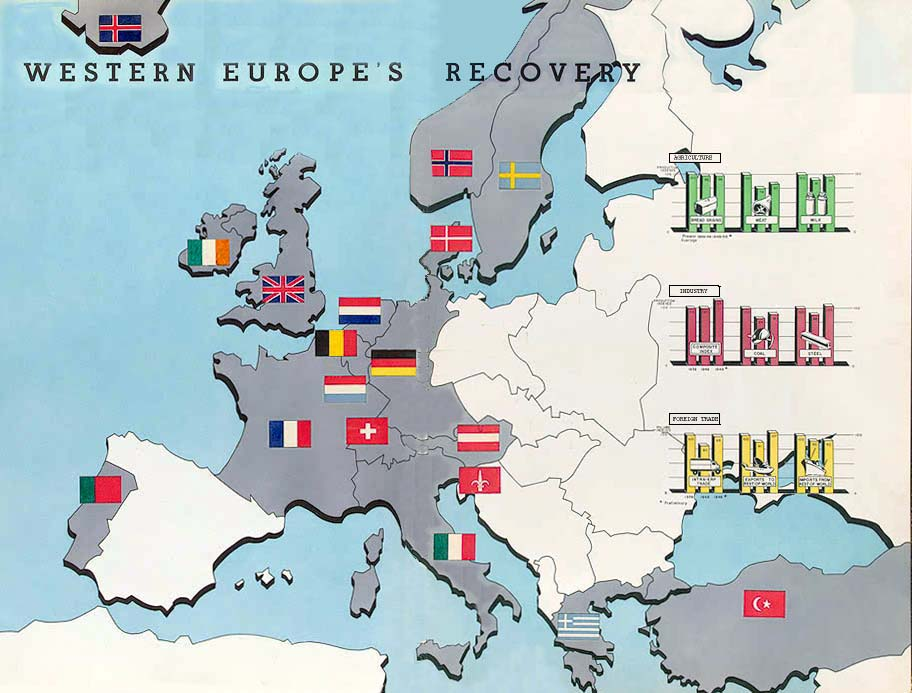 WESTERN EUROPE'S RECOVERY
AGRICULTURE
BREAD GRAINS
MEAT
MILK
INDUSTRY
COMPOSITE
INDEX
COAL
STEEL
FOREIGN TRADE
INTRA-ERP
TRADE
EXPORTS TO
REST OF WORLD
IMPORTS FROM
REST OF WORLD
* Preliminary